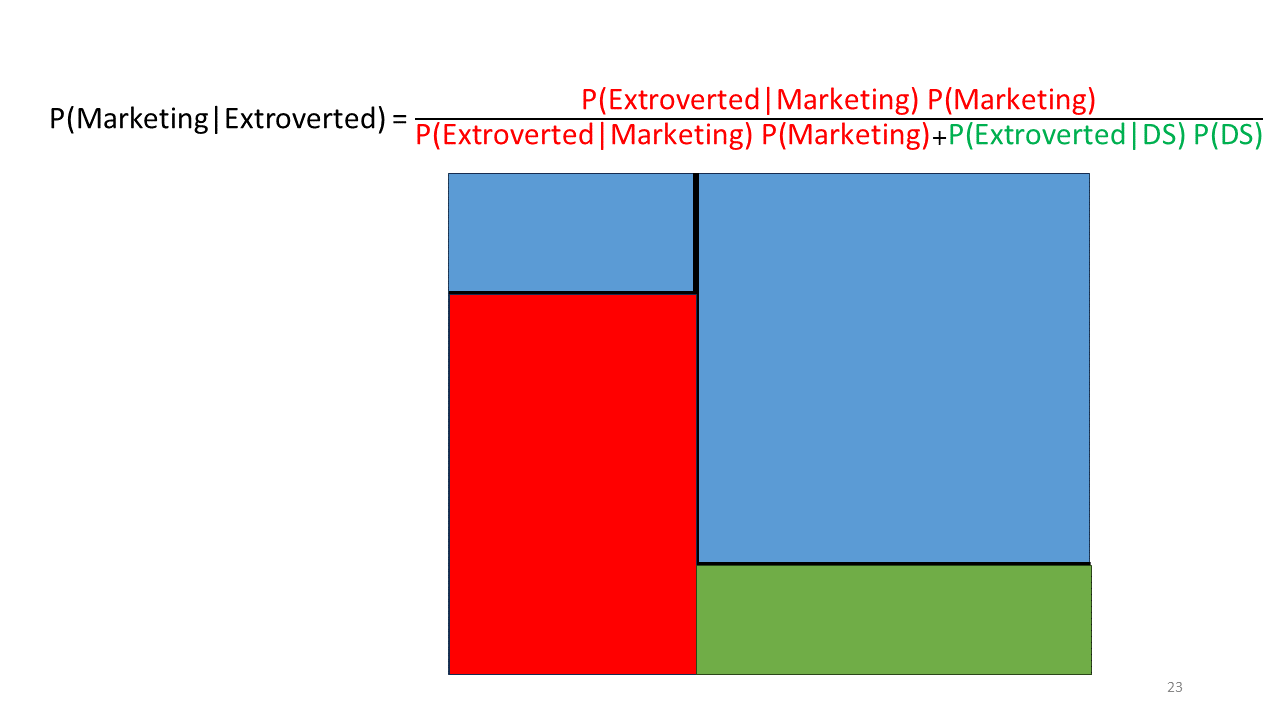 P(Extroverted|Marketing) P(Marketing)
P(Marketing|Extroverted) =
P(Extroverted|Marketing) P(Marketing)+P(Extroverted|DS) P(DS)
23